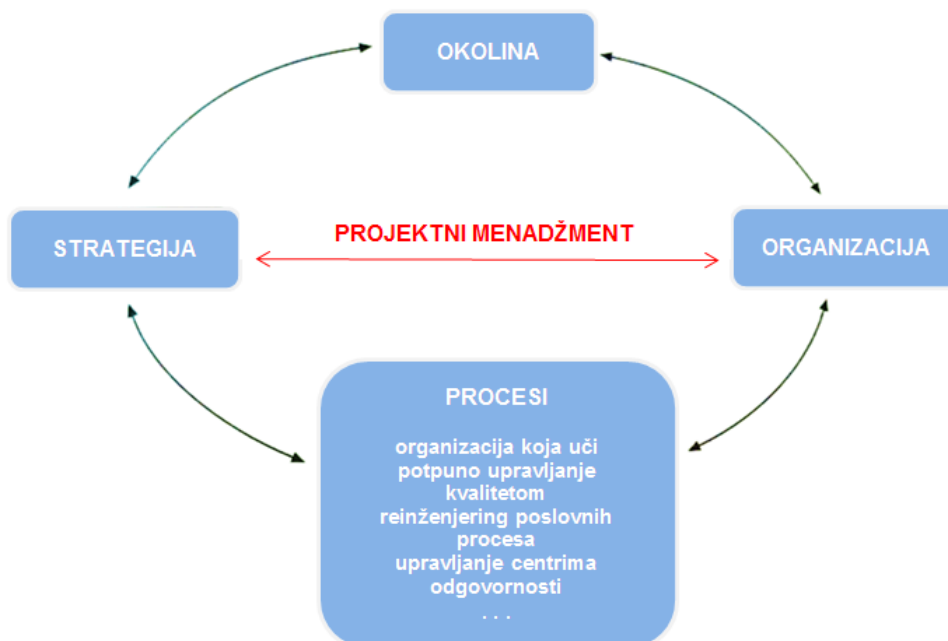 OKOLINA
STRATEGIJA
PROJEKTNI MENADŽMENT
ORGANIZACIJA
PROCESI
organizacija koja uči
potpuno upravljanje
kvalitetom
reinženjering poslovnih
procesa
upravljanje centrima
odgovornosti
. . .